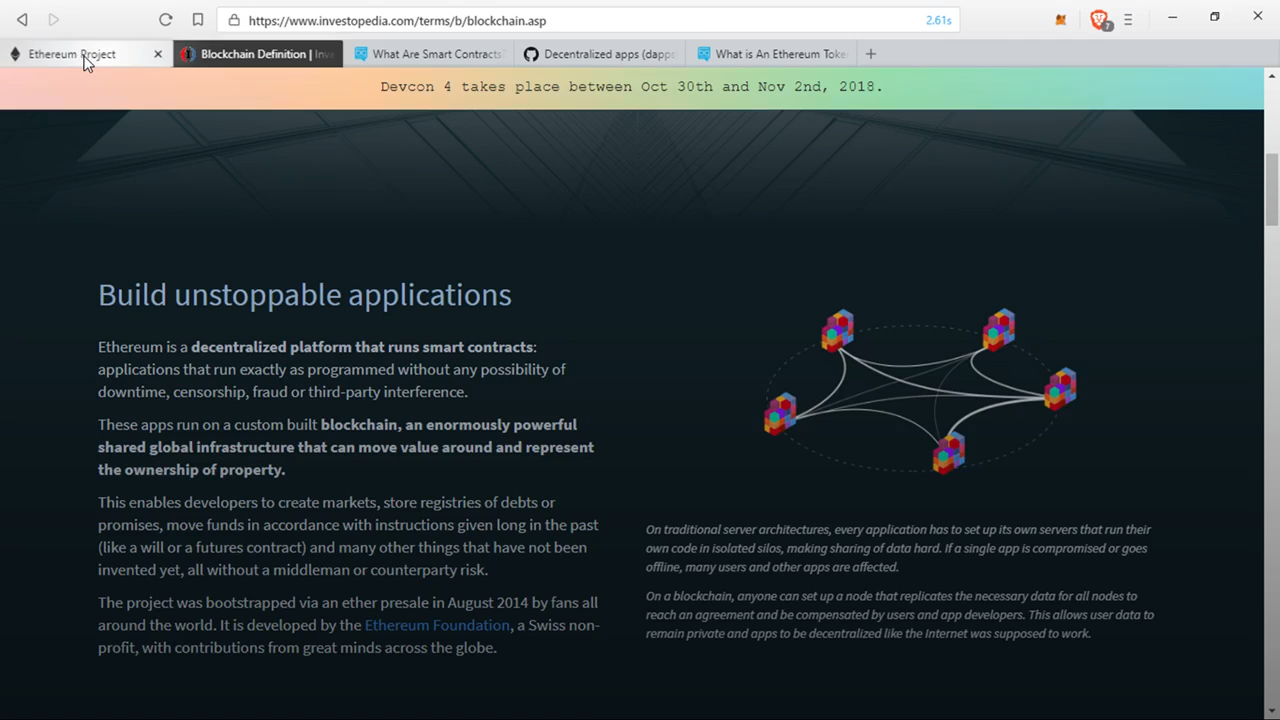 https://www.investopedia.com/terms/b/blockchain.asp
2.61s
7
Ethereum Project
Blockchain Definition | Inv
What Are Smart Contracts
Decentralized apps (dapps
What is An Ethereum Toke
Devcon 4 takes place between Oct 30th and Nov 2nd, 2018.
Build unstoppable applications
Ethereum is a decentralized platform that runs smart contracts:
applications that run exactly as programmed without any possibility of
downtime, censorship, fraud or third-party interference.
These apps run on a custom built blockchain, an enormously powerful
shared global infrastructure that can move value around and represent
the ownership of property.
This enables developers to create markets, store registries of debts or
promises, move funds in accordance with instructions given long in the past
(like a will or a futures contract) and many other things that have not been
invented yet, all without a middleman or counterparty risk.
The project was bootstrapped via an ether presale in August 2014 by fans all
around the world. It is developed by the Ethereum Foundation, a Swiss non-
profit, with contributions from great minds across the globe.
On traditional server architectures, every application has to set up its own servers that run their
own code in isolated silos, making sharing of data hard. If a single app is compromised or goes
offline, many users and other apps are affected.
On a blockchain, anyone can set up a node that replicates the necessary data for all nodes to
reach an agreement and be compensated by users and app developers. This allows user data to
remain private and apps to be decentralized like the Internet was supposed to work.